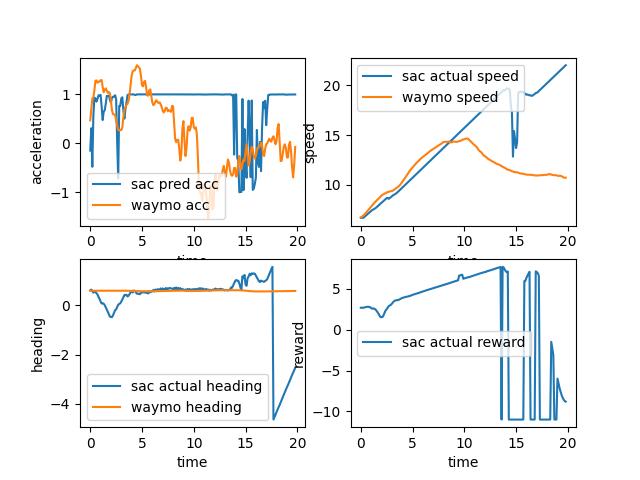 acceleration
1
0
−1
sac pred acc
waymo acc
0
5
10
15
20
time
speed
20
15
10
sac actual speed
waymo speed
0
5
10
15
20
time
heading
0
−2
−4
sac actual heading
waymo heading
0
5
10
15
20
time
reward
5
0
−5
−10
sac actual reward
0
5
10
15
20
time